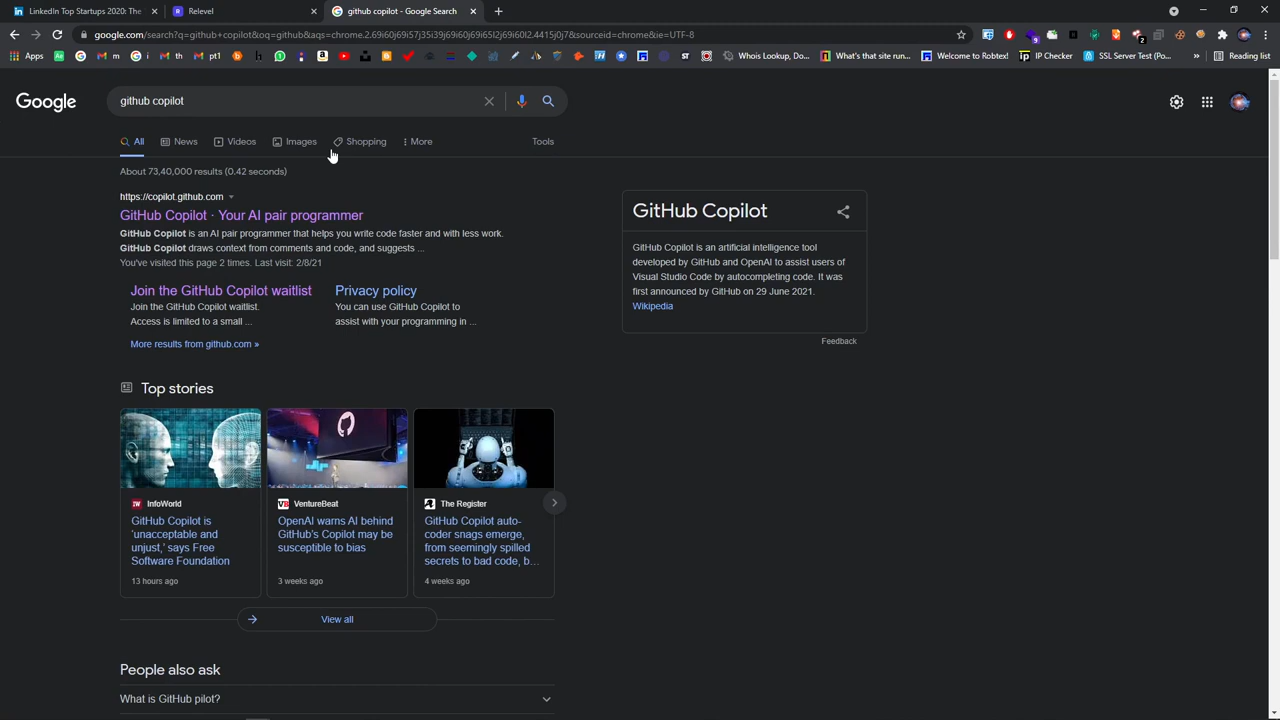 LinkedIn Top Startups 2020: The
Relevel
github copilot - Google Search
google.com/search?q=github+copilot&oq=github&aqs=chrome.2.69i60j69i57j35i39j69i60j69i65l2j69i60l2.4415j0j7&sourceid=chrome&ie=UTF-8
Apps
m
i
th
pt1
What's that site run...
Whois Lookup, Do...
Welcome to Robtex!
IP Checker
SSL Server Test (Po...
Reading list
Google
github copilot
All
News
Videos
Images
Shopping
More
Tools
About 73,40,000 results (0.42 seconds)
https://copilot.github.com
GitHub Copilot · Your AI pair programmer
GitHub Copilot is an AI pair programmer that helps you write code faster and with less work.
GitHub Copilot draws context from comments and code, and suggests ...
You've visited this page 2 times. Last visit: 2/8/21
Join the GitHub Copilot waitlist
Join the GitHub Copilot waitlist.
Access is limited to a small ...
Privacy policy
You can use GitHub Copilot to
assist with your programming in ...
More results from github.com »
GitHub Copilot
GitHub Copilot is an artificial intelligence tool
developed by GitHub and OpenAI to assist users of
Visual Studio Code by autocompleting code. It was
first announced by GitHub on 29 June 2021.
Wikipedia
Feedback
Top stories
InfoWorld
GitHub Copilot is
'unacceptable and
unjust,' says Free
Software Foundation
13 hours ago
VentureBeat
OpenAI warns AI behind
GitHub's Copilot may be
susceptible to bias
3 weeks ago
The Register
GitHub Copilot auto-
coder snags emerge,
from seemingly spilled
secrets to bad code, b...
4 weeks ago
View all
People also ask
What is GitHub pilot?